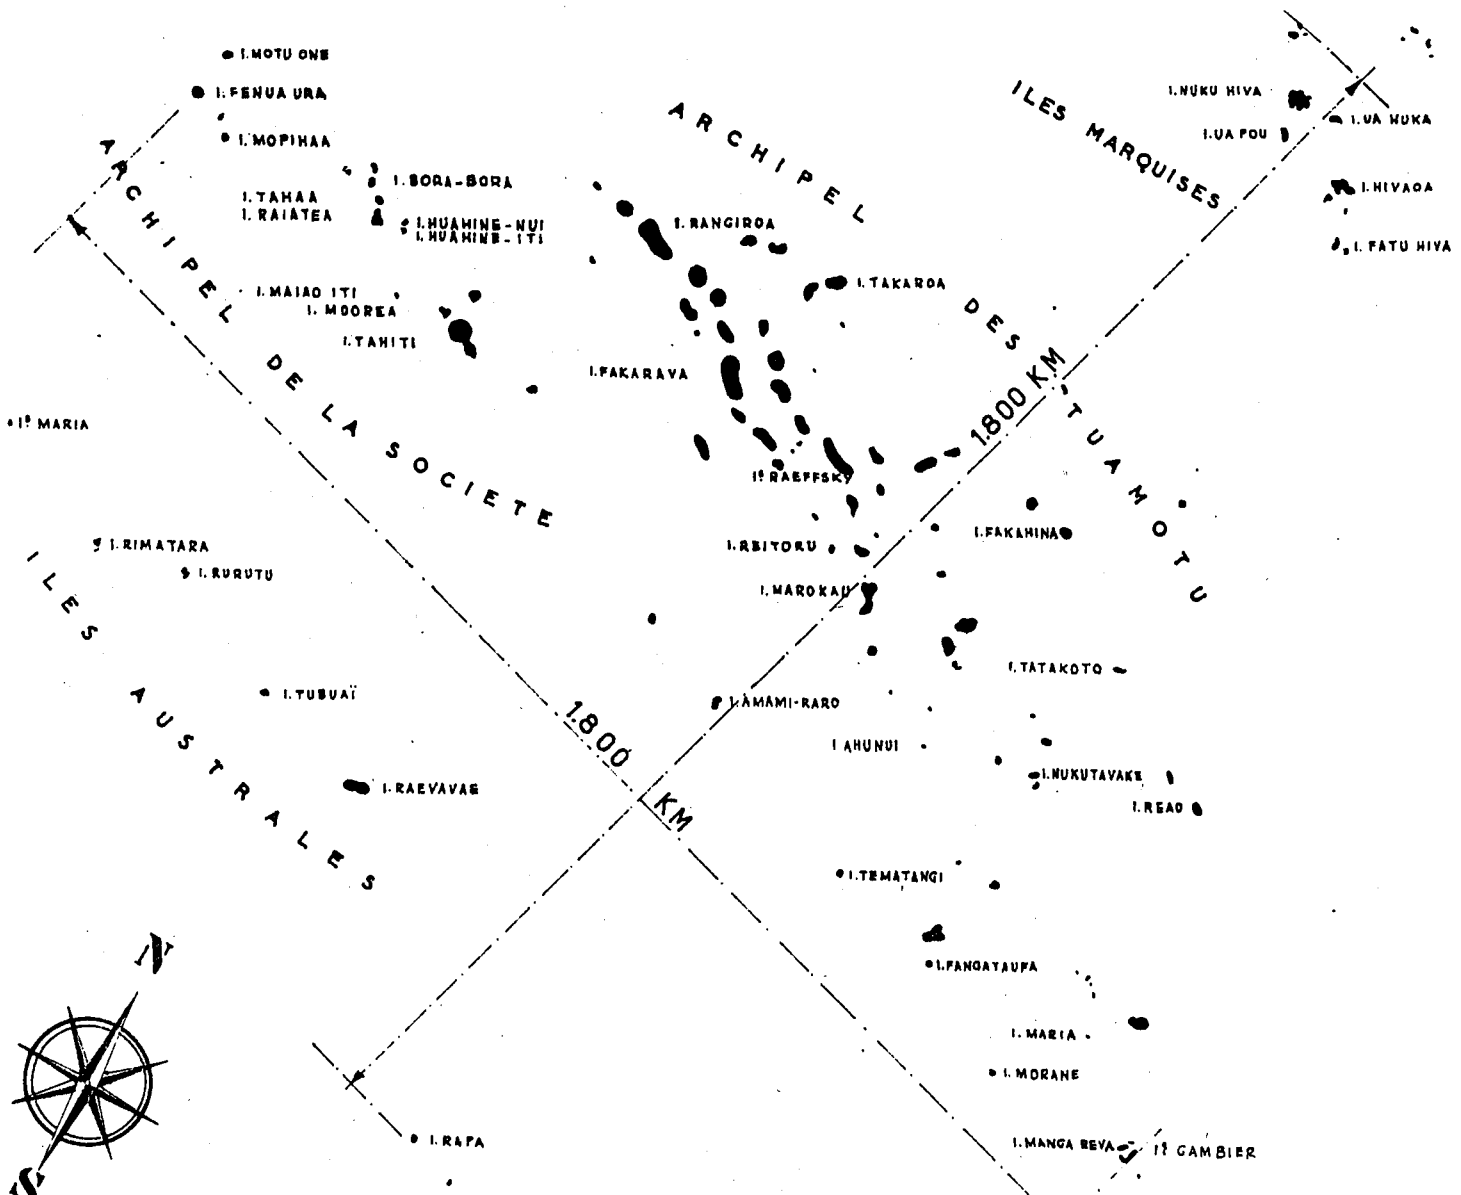 I. MOTU ONE
I. FENUA URA
I. MOPIHAA
ARCHIPEL DE LA SOCIETE
I. TAHAA
I. RAIATEA
I. BORA-BORA
I. HUAHINE-NUI
I. HUAHINE-ITI
I. MAIAO ITI
I. MOOREA
I. TAHITI
ARCHIPEL DES TUAMOTU
I. RANGIROA
I. TAKAROA
I. FAKARAVA
ILES MARQUISES
I. NUKU HIVA
I. UA POU
I. UA HUKA
I. HIVAOA
I. FATU HIVA
1.800 KM
Iˢ MARIA
Iˢ RAEFFSKY
I. FAKAHINA
I. REITORU
I. MAROKAU
I. RIMATARA
I. RURUTU
ILES AUSTRALES
I. TUBUAÏ
I. RAEVAVAE
I. TATAKOTO
I. AMAMI-RARO
1.800 KM
I AHUNUI
I. NUKUTAVAKE
I. REAO
I. TEMATANGI
I. FANGATAUFA
I. MARIA
I. MORANE
N
S
I. RAPA
I. MANGA REVA
Iˢ GAMBIER